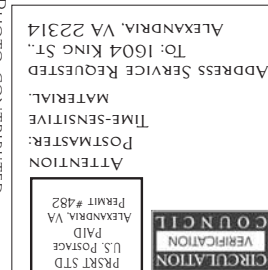 CIRCULATION
VERIFICATION
COUNCIL
PRSRT STD
U.S. POSTAGE
PAID
ALEXANDRIA, VA
PERMIT #482
ATTENTION
POSTMASTER:
TIME-SENSITIVE
MATERIAL.
ADDRESS SERVICE REQUESTED
TO: 1604 KING ST.,
ALEXANDRIA, VA 22314